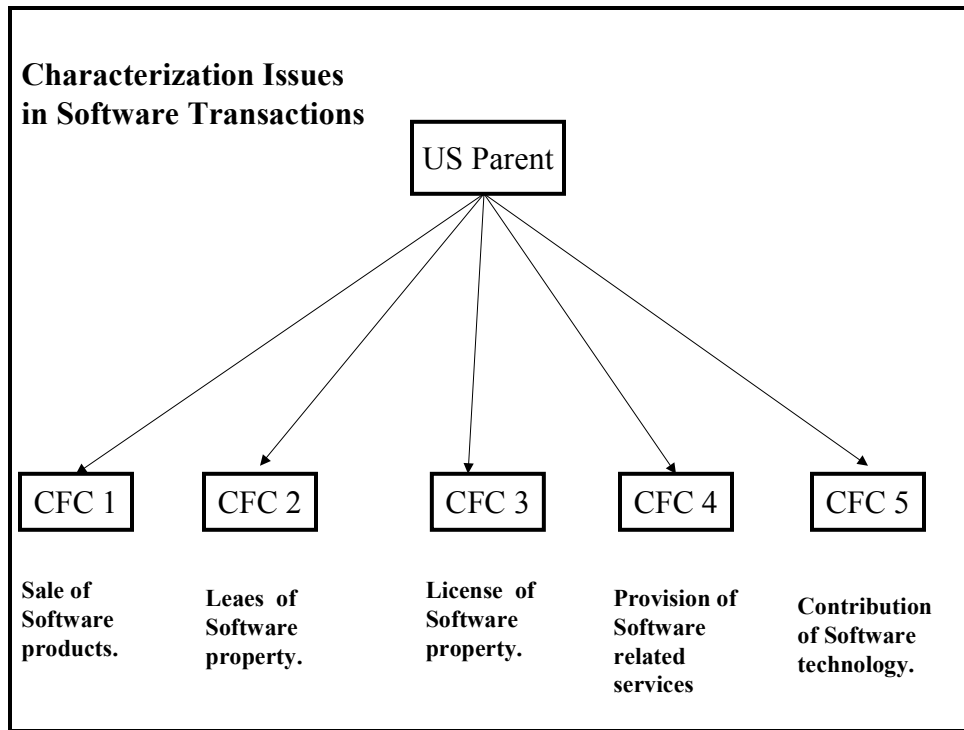 Characterization Issues
in Software Transactions
US Parent
CFC 1
CFC 2
CFC 3
CFC 4
CFC 5
Sale of
Software
products.
Leaes of
Software
property.
License of
Software
property.
Provision of
Software
related
services
Contribution
of Software
technology.